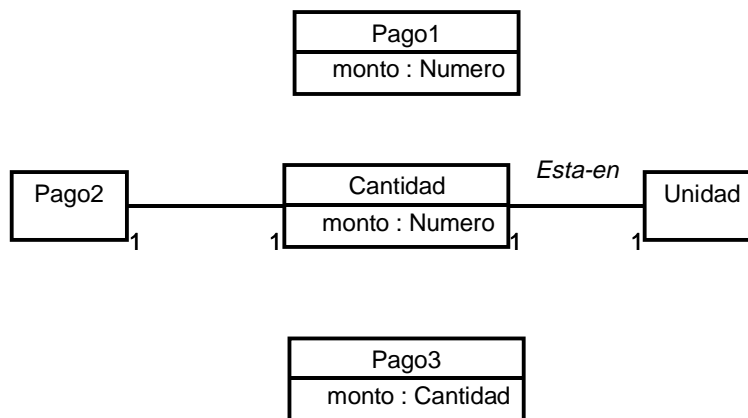 Pago1
monto : Numero
Esta-en
Pago2
Cantidad
Unidad
monto : Numero
1
1
1
1
Pago3
monto : Cantidad